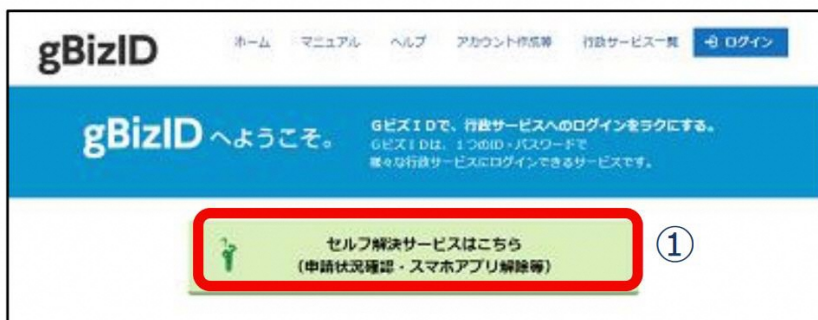 gBizID
ホーム マニュアル ヘルプ アカウント作成等 行政サービス一覧 ログイン
gBizID へようこそ。
GビズIDで、行政サービスへのログインをラクにする。
GビズIDは、1つのID・パスワードで
様々な行政サービスにログインできるサービスです。
セルフ解決サービスはこちら
(申請状況確認・スマホアプリ解除等)
①